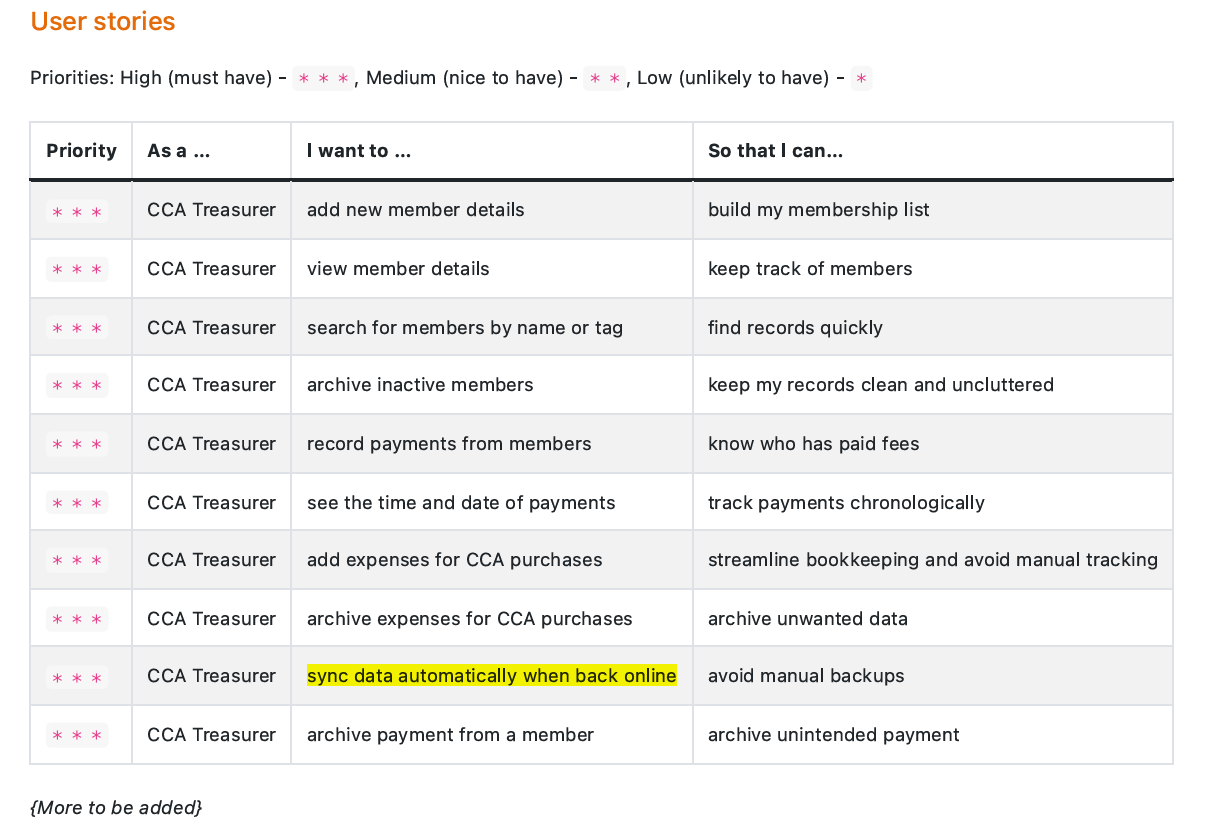 User stories
Priorities: High (must have) - * * *, Medium (nice to have) - * *, Low (unlikely to have) - *
Priority As a ... I want to ... So that I can...
* * * CCA Treasurer add new member details build my membership list
* * * CCA Treasurer view member details keep track of members
* * * CCA Treasurer search for members by name or tag find records quickly
* * * CCA Treasurer archive inactive members keep my records clean and uncluttered
* * * CCA Treasurer record payments from members know who has paid fees
* * * CCA Treasurer see the time and date of payments track payments chronologically
* * * CCA Treasurer add expenses for CCA purchases streamline bookkeeping and avoid manual tracking
* * * CCA Treasurer archive expenses for CCA purchases archive unwanted data
* * * CCA Treasurer sync data automatically when back online avoid manual backups
* * * CCA Treasurer archive payment from a member archive unintended payment
{More to be added}